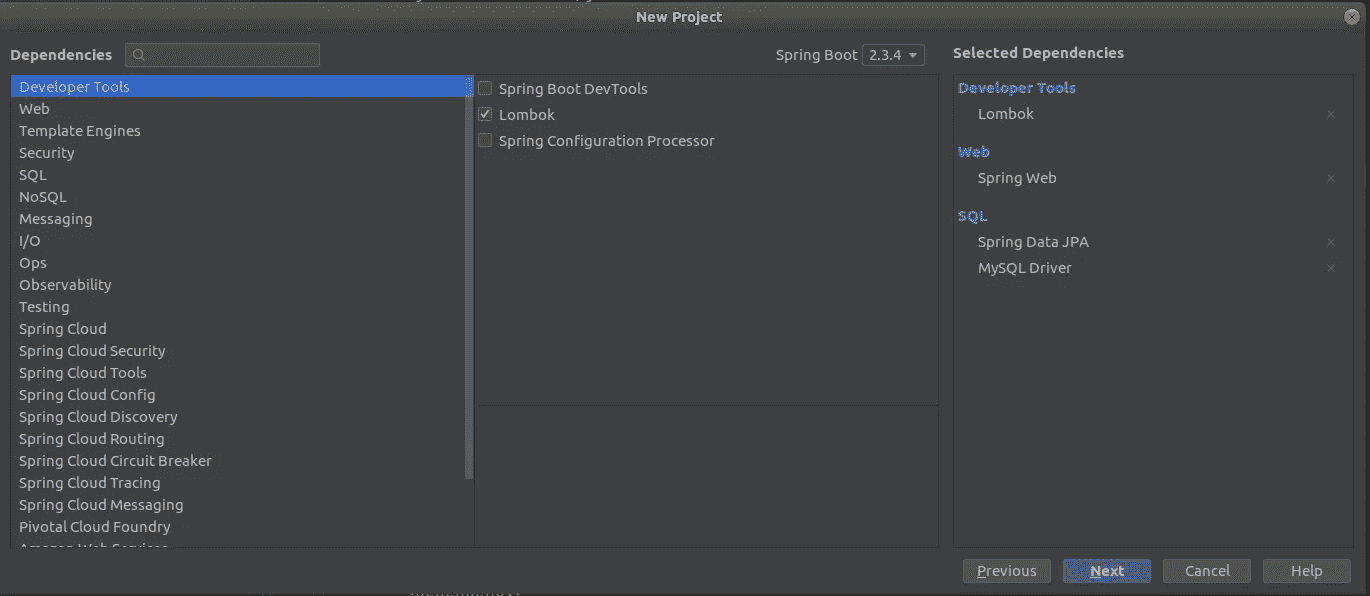 New Project
Dependencies
Spring Boot 2.3.4
Selected Dependencies
Developer Tools
Web
Template Engines
Security
SQL
NoSQL
Messaging
I/O
Ops
Observability
Testing
Spring Cloud
Spring Cloud Security
Spring Cloud Tools
Spring Cloud Config
Spring Cloud Discovery
Spring Cloud Routing
Spring Cloud Circuit Breaker
Spring Cloud Tracing
Spring Cloud Messaging
Pivotal Cloud Foundry
Amazon Web Services
Spring Boot DevTools
Lombok
Spring Configuration Processor
Developer Tools
Lombok
Web
Spring Web
SQL
Spring Data JPA
MySQL Driver
Previous
Next
Cancel
Help